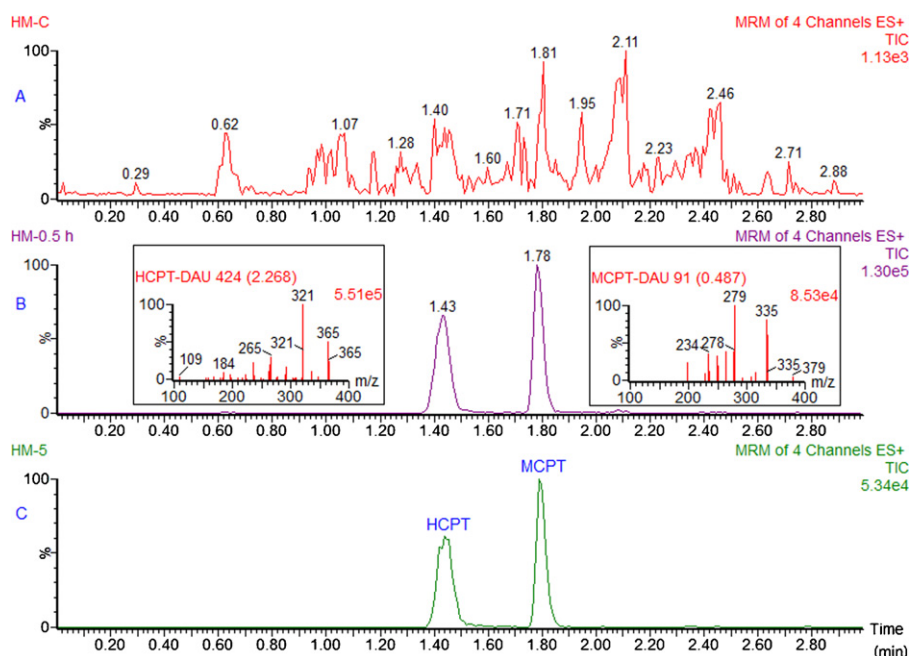 HM-C
MRM of 4 Channels ES+
TIC
1.13e3
100
A
%
0
0.29
0.62
1.07
1.28
1.40
1.60
1.71
1.81
1.95
2.11
2.23
2.46
2.71
2.88
0.20 0.40 0.60 0.80 1.00 1.20 1.40 1.60 1.80 2.00 2.20 2.40 2.60 2.80
HM-0.5 h
MRM of 4 Channels ES+
TIC
1.30e5
100
B
%
0
HCPT-DAU 424 (2.268)
5.51e5
100
%
0
109
184
265
321
321
365
365
100 200 300 400 m/z
1.43
1.78
MCPT-DAU 91 (0.487)
8.53e4
100
%
0
234
278
279
335
335
379
100 200 300 400 m/z
0.20 0.40 0.60 0.80 1.00 1.20 1.40 1.60 1.80 2.00 2.20 2.40 2.60 2.80
HM-5
MRM of 4 Channels ES+
TIC
5.34e4
100
C
%
0
HCPT
MCPT
0.20 0.40 0.60 0.80 1.00 1.20 1.40 1.60 1.80 2.00 2.20 2.40 2.60 2.80
Time
(min)